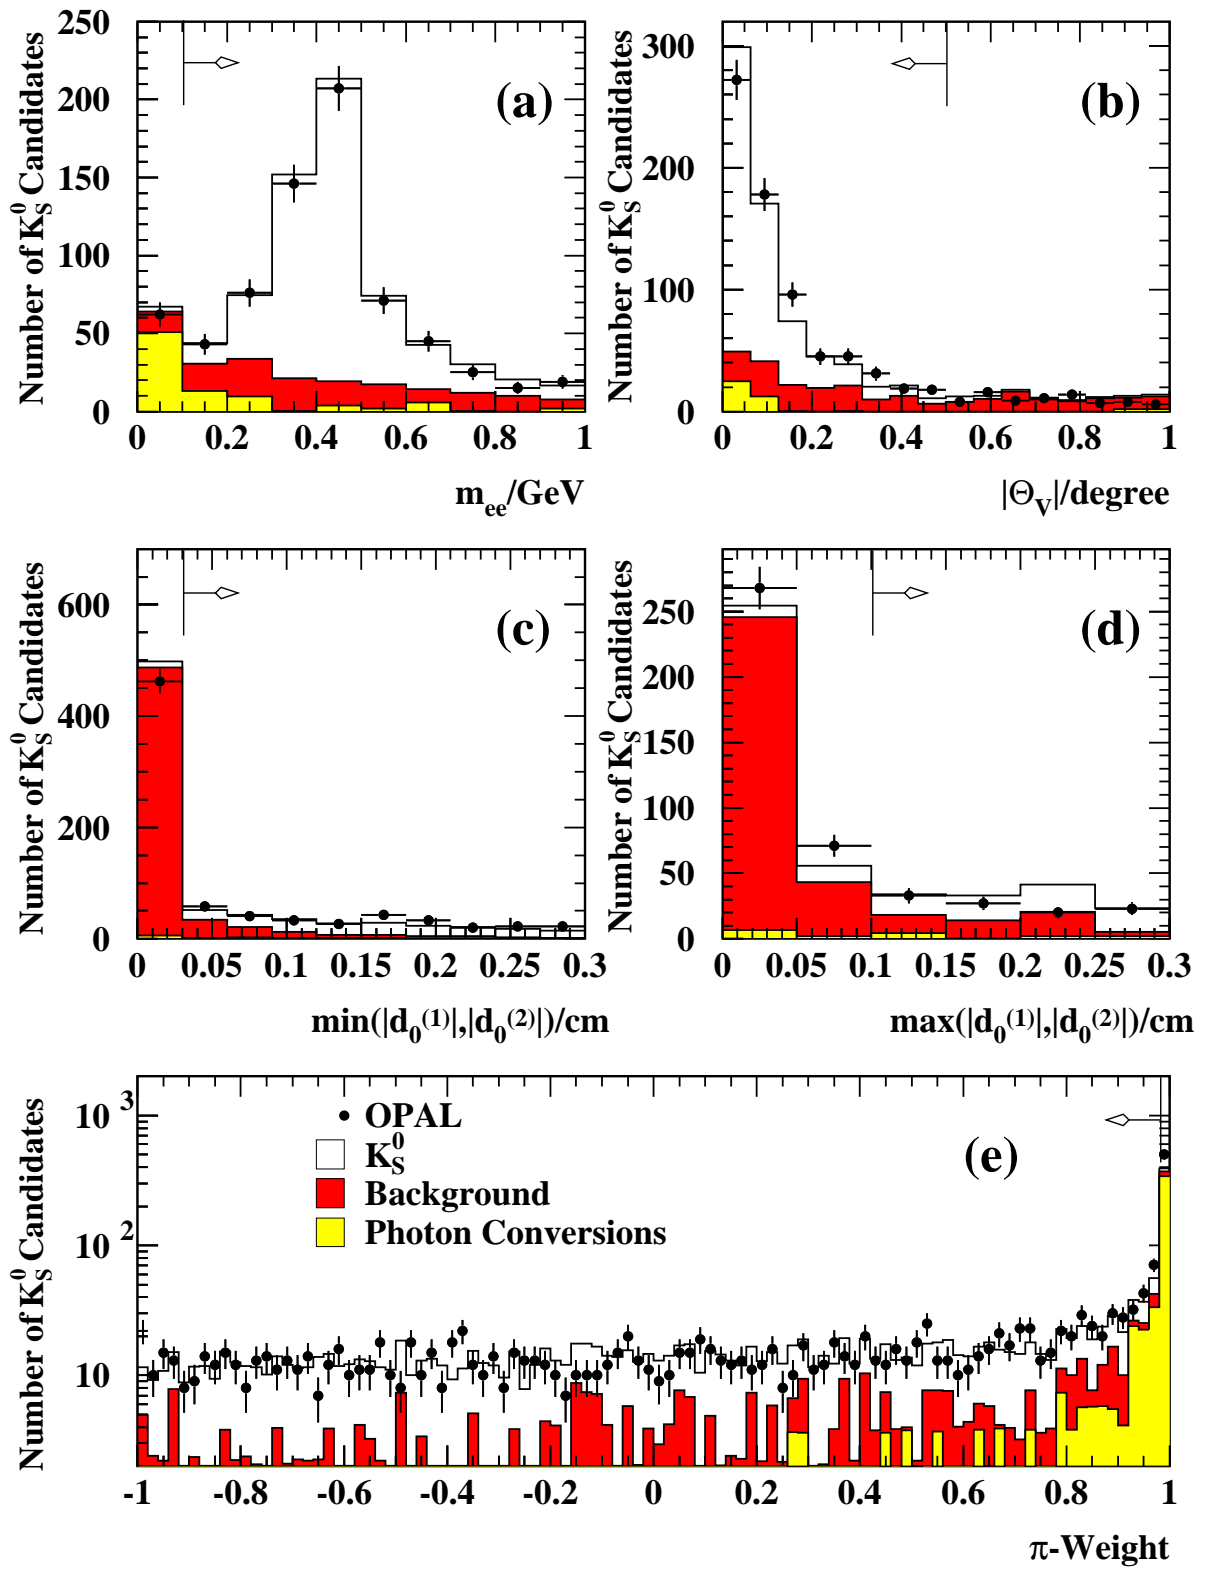 Number of K_S^0 Candidates
250
200
150
100
50
0
(a)
0 0.2 0.4 0.6 0.8 1
m_ee/GeV
Number of K_S^0 Candidates
300
200
100
0
(b)
0 0.2 0.4 0.6 0.8 1
|Θ_V|/degree
Number of K_S^0 Candidates
600
400
200
0
(c)
0 0.05 0.1 0.15 0.2 0.25 0.3
min(|d_0^(1)|,|d_0^(2)|)/cm
Number of K_S^0 Candidates
250
200
150
100
50
0
(d)
0 0.05 0.1 0.15 0.2 0.25 0.3
max(|d_0^(1)|,|d_0^(2)|)/cm
Number of K_S^0 Candidates
10^3
10^2
10
OPAL
K_S^0
Background
Photon Conversions
(e)
-1 -0.8 -0.6 -0.4 -0.2 0 0.2 0.4 0.6 0.8 1
π-Weight